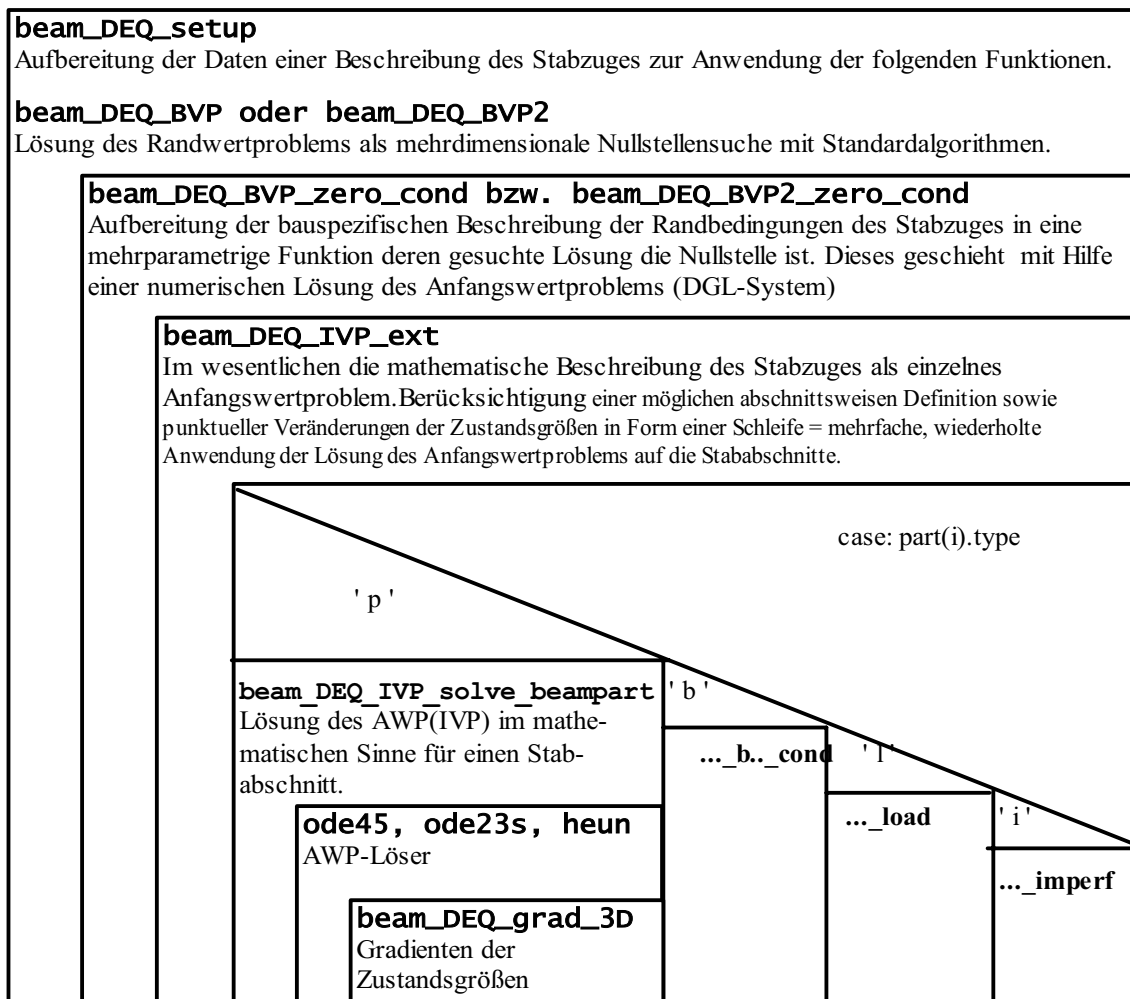 beam_DEQ_setup
Aufbereitung der Daten einer Beschreibung des Stabzuges zur Anwendung der folgenden Funktionen.
beam_DEQ_BVP oder beam_DEQ_BVP2
Lösung des Randwertproblems als mehrdimensionale Nullstellensuche mit Standardalgorithmen.
beam_DEQ_BVP_zero_cond bzw. beam_DEQ_BVP2_zero_cond
Aufbereitung der bauspezifischen Beschreibung der Randbedingungen des Stabzuges in eine
mehrparametrige Funktion deren gesuchte Lösung die Nullstelle ist. Dieses geschieht mit Hilfe
einer numerischen Lösung des Anfangswertproblems (DGL-System)
beam_DEQ_IVP_ext
Im wesentlichen die mathematische Beschreibung des Stabzuges als einzelnes
Anfangswertproblem.Berücksichtigung einer möglichen abschnittsweisen Definition sowie
punktueller Veränderungen der Zustandsgrößen in Form einer Schleife = mehrfache, wiederholte
Anwendung der Lösung des Anfangswertproblems auf die Stababschnitte.
case: part(i).type
' p '
beam_DEQ_IVP_solve_beampart
' b '
Lösung des AWP(IVP) im mathe-
matischen Sinne für einen Stab-
abschnitt.
..._b.._cond
' l '
ode45, ode23s, heun
AWP-Löser
..._load
' i '
..._imperf
beam_DEQ_grad_3D
Gradienten der
Zustandsgrößen